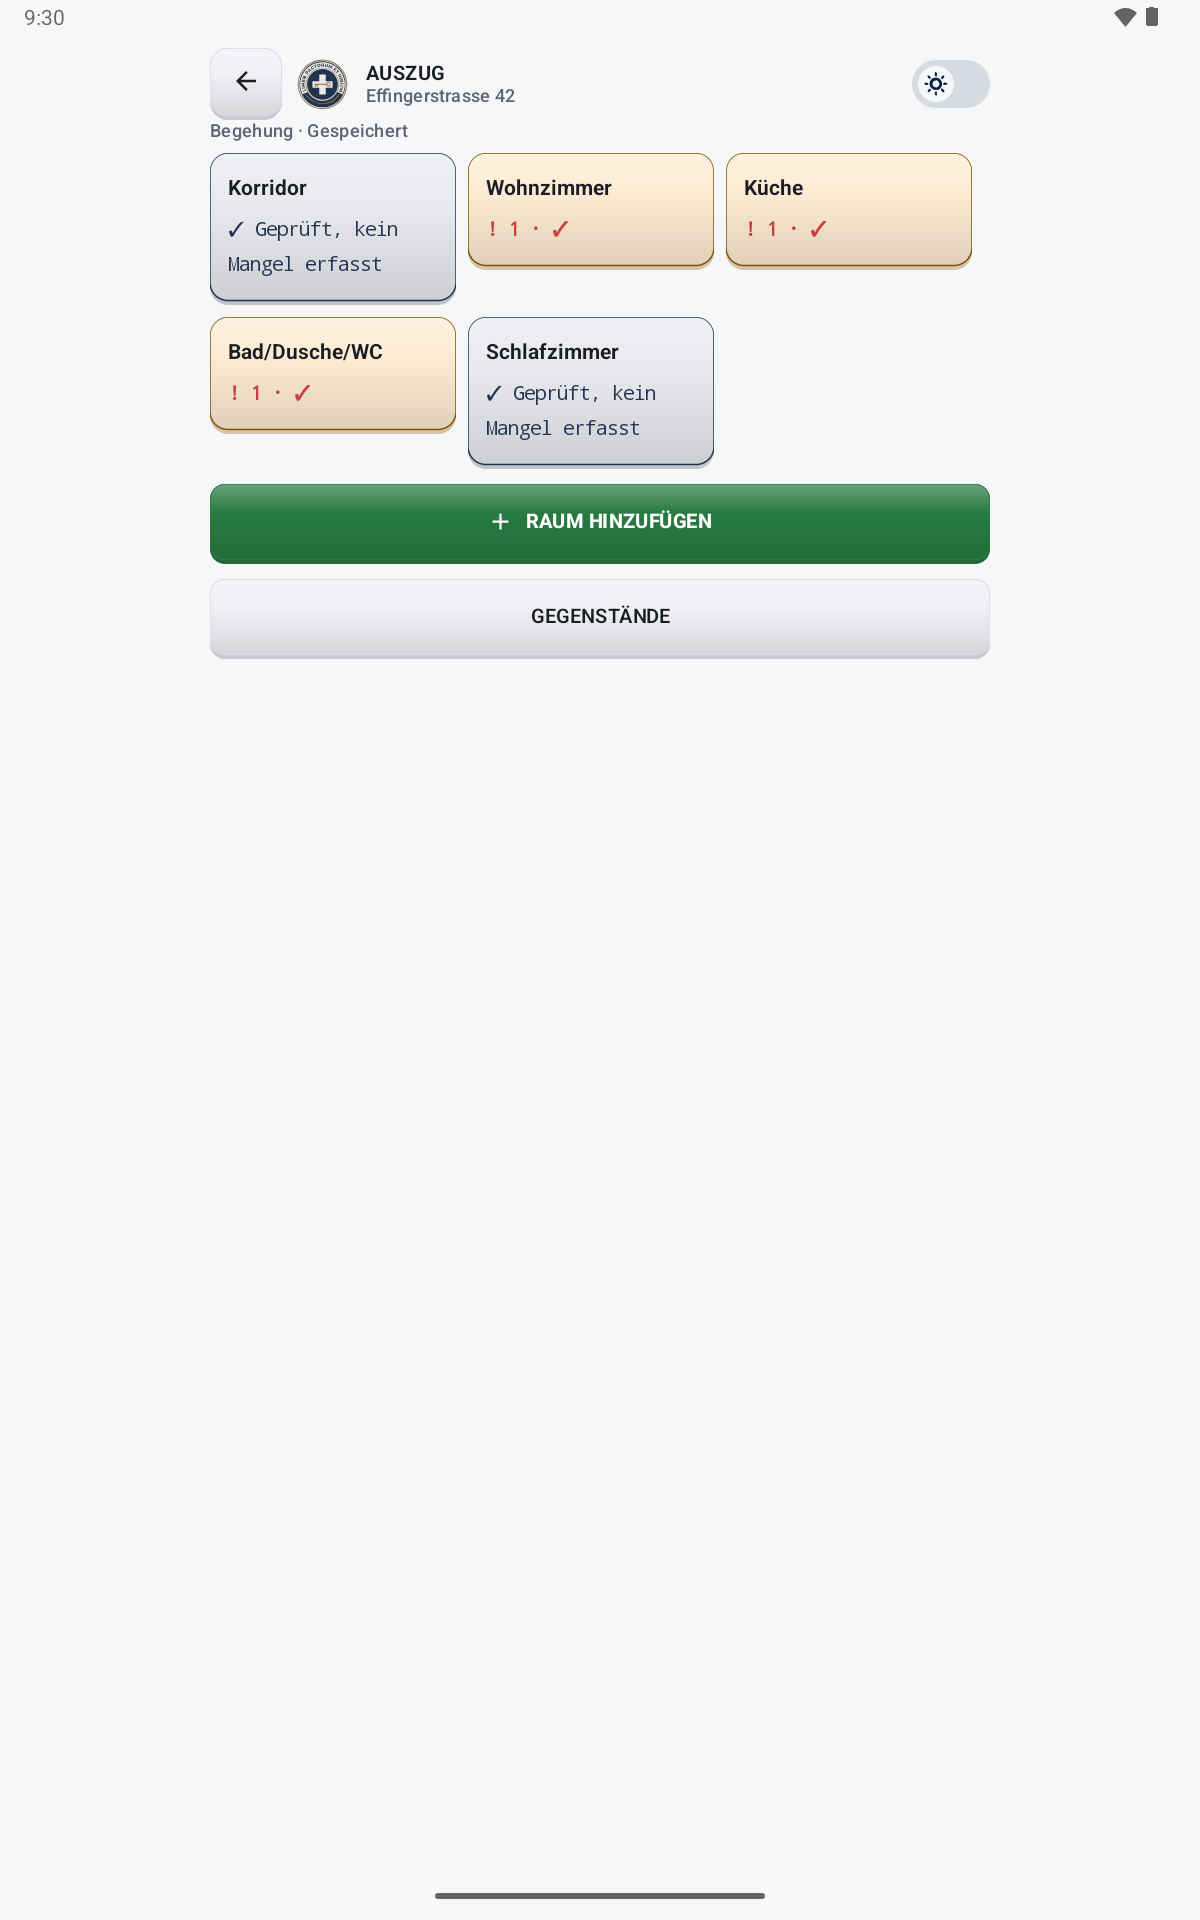 9:30
AUSZUG
Effingerstrasse 42
Begehung · Gespeichert
Korridor
✓ Geprüft, kein
Mangel erfasst
Wohnzimmer
! 1 · ✓
Küche
! 1 · ✓
Bad/Dusche/WC
! 1 · ✓
Schlafzimmer
✓ Geprüft, kein
Mangel erfasst
+ RAUM HINZUFÜGEN
GEGENSTÄNDE